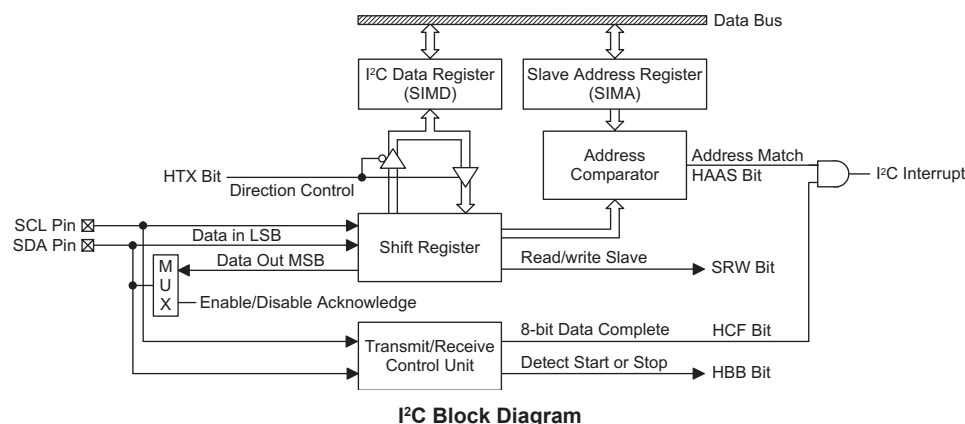 Data Bus
I²C Data Register
(SIMD)
Slave Address Register
(SIMA)
HTX Bit
Direction Control
Address
Comparator
Address Match
HAAS Bit
I²C Interrupt
SCL Pin
SDA Pin
Data in LSB
Shift Register
Data Out MSB
Read/write Slave
SRW Bit
M
U
X
Enable/Disable Acknowledge
Transmit/Receive
Control Unit
8-bit Data Complete
HCF Bit
Detect Start or Stop
HBB Bit
I²C Block Diagram